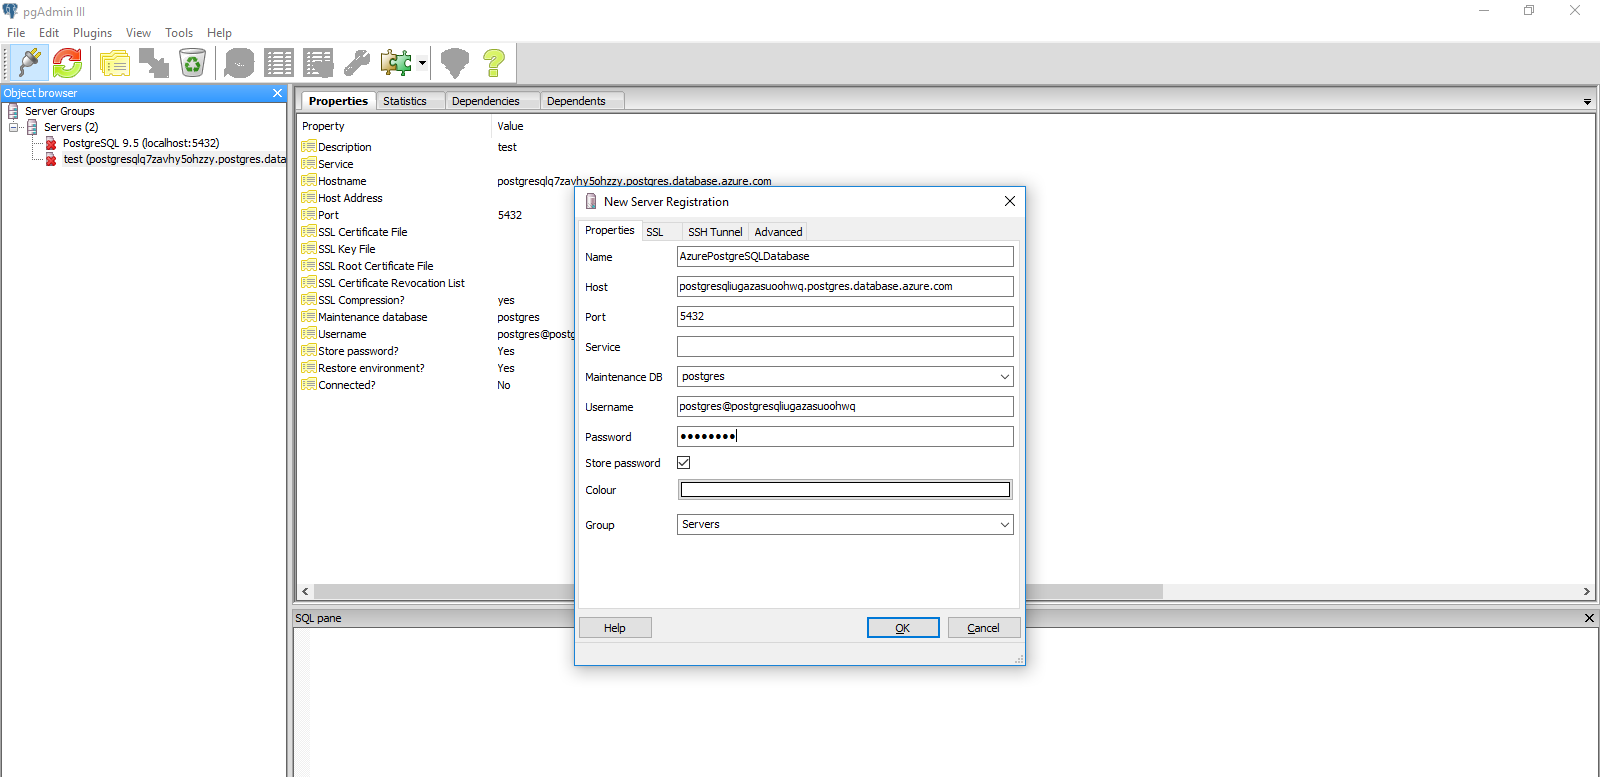 pgAdmin III
File Edit Plugins View Tools Help
Object browser
Server Groups
Servers (2)
PostgreSQL 9.5 (localhost:5432)
test (postgresqlq7zavhy5ohzzy.postgres.data
Properties Statistics Dependencies Dependents
Property Value
Description test
Service
Hostname postgresqlq7zavhy5ohzzy.postgres.database.azure.com
Host Address
Port 5432
SSL Certificate File
SSL Key File
SSL Root Certificate File
SSL Certificate Revocation List
SSL Compression? yes
Maintenance database postgres
Username postgres@postg
Store password? Yes
Restore environment? Yes
Connected? No
New Server Registration
Properties SSL SSH Tunnel Advanced
Name AzurePostgreSQLDatabase
Host postgresqliugazasuoohwq.postgres.database.azure.com
Port 5432
Service
Maintenance DB postgres
Username postgres@postgresqliugazasuoohwq
Password ●●●●●●●●
Store password
Colour
Group Servers
Help OK Cancel
SQL pane